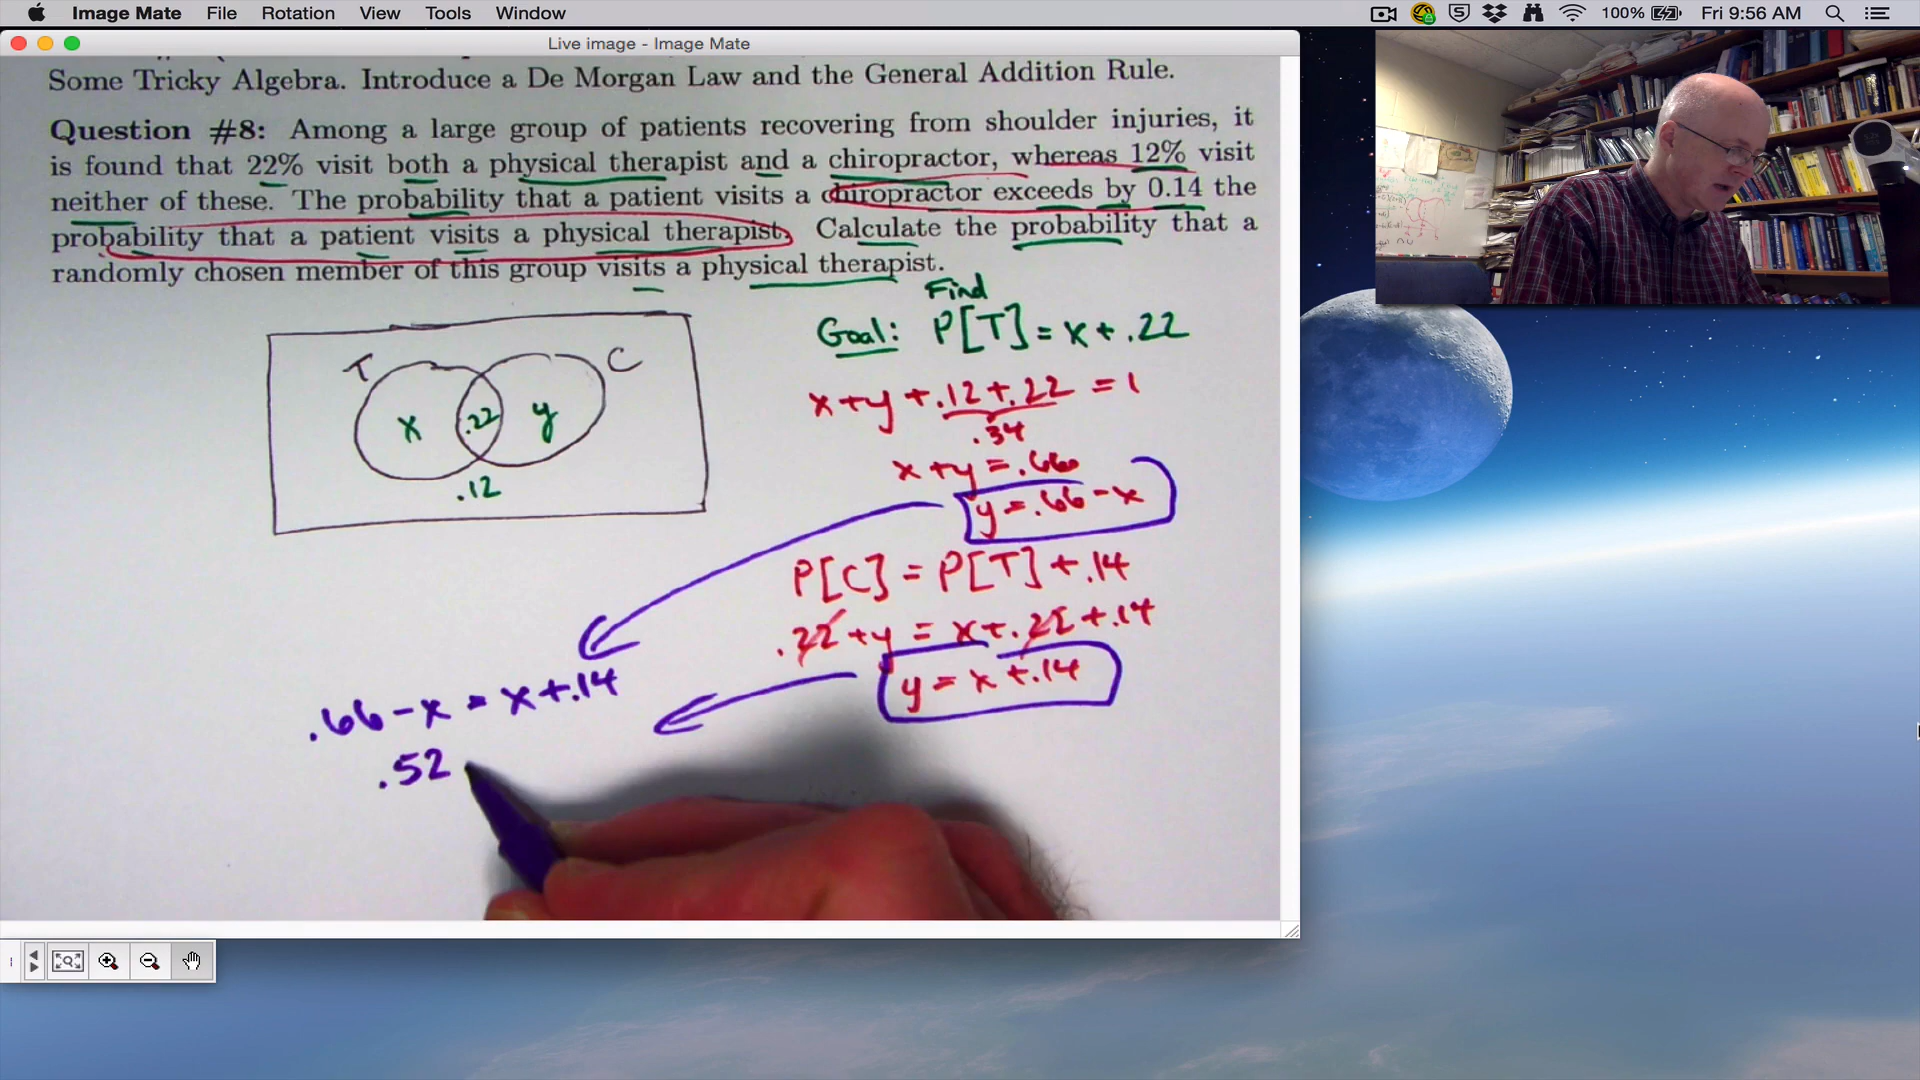 Image Mate File Rotation View Tools Window 100% Fri 9:56 AM
Live image - Image Mate
Some Tricky Algebra. Introduce a De Morgan Law and the General Addition Rule.
Question #8: Among a large group of patients recovering from shoulder injuries, it
is found that 22% visit both a physical therapist and a chiropractor, whereas 12% visit
neither of these. The probability that a patient visits a chiropractor exceeds by 0.14 the
probability that a patient visits a physical therapist. Calculate the probability that a
randomly chosen member of this group visits a physical therapist.
Find
Goal: P[T] = x + .22
T C
x .22 y
.12
x + y + .12 + .22 = 1
.34
x + y = .66
y = .66 - x
P[C] = P[T] + .14
.22 + y = x + .22 + .14
y = x + .14
.66 - x = x + .14
.52